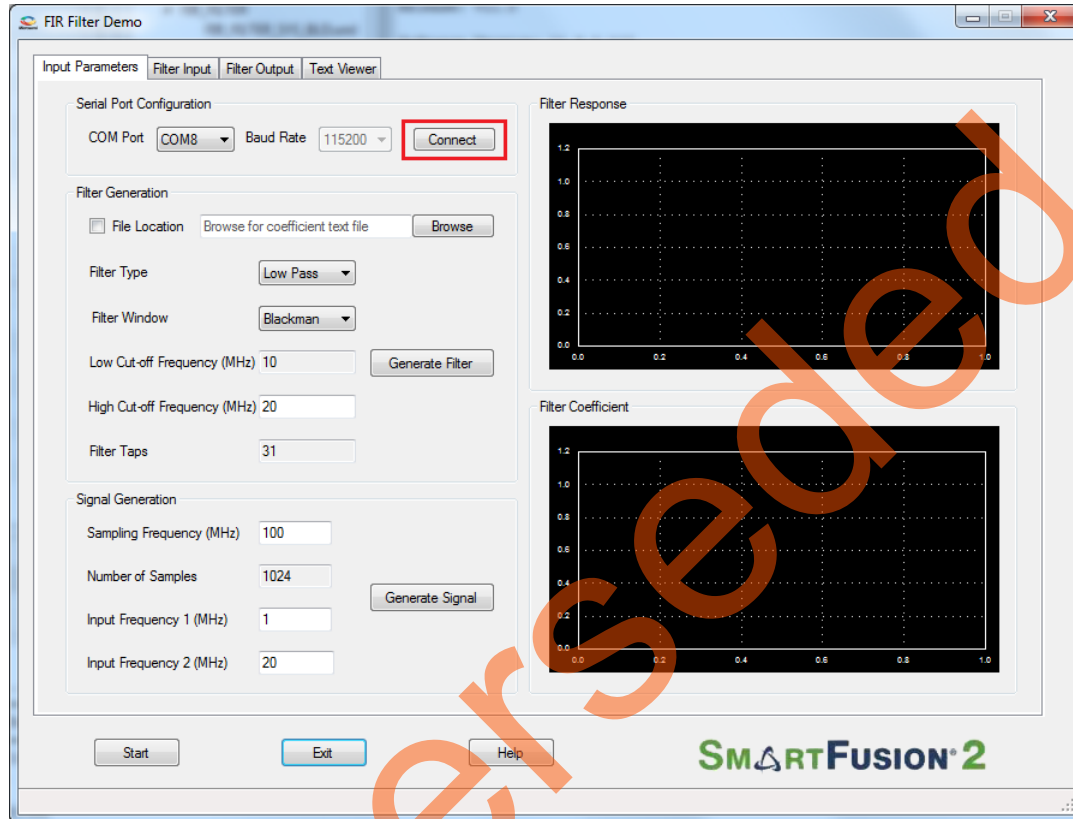 FIR Filter Demo
Input Parameters Filter Input Filter Output Text Viewer
Serial Port Configuration
COM Port COM8 Baud Rate 115200 Connect
Filter Generation
File Location Browse for coefficient text file Browse
Filter Type Low Pass
Filter Window Blackman
Low Cut-off Frequency (MHz) 10 Generate Filter
High Cut-off Frequency (MHz) 20
Filter Taps 31
Signal Generation
Sampling Frequency (MHz) 100
Number of Samples 1024
Generate Signal
Input Frequency 1 (MHz) 1
Input Frequency 2 (MHz) 20
Filter Response
1.2
1.0
0.8
0.6
0.4
0.2
0.0
0.0 0.2 0.4 0.6 0.8 1.0
Filter Coefficient
1.2
1.0
0.8
0.6
0.4
0.2
0.0
0.0 0.2 0.4 0.6 0.8 1.0
Start Exit Help
SMARTFUSION® 2
erseded